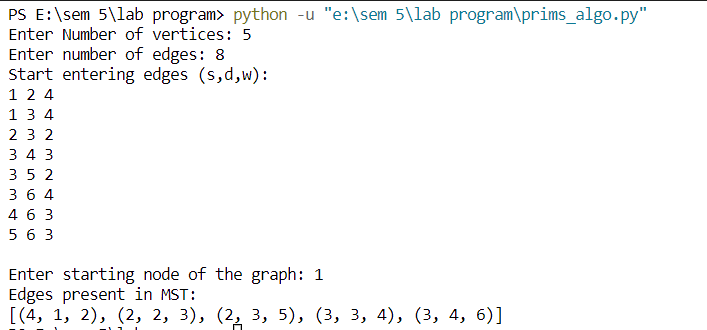 PS E:\sem 5\lab program> python -u "e:\sem 5\lab program\prims_algo.py"
Enter Number of vertices: 5
Enter number of edges: 8
Start entering edges (s,d,w):
1 2 4
1 3 4
2 3 2
3 4 3
3 5 2
3 6 4
4 6 3
5 6 3
Enter starting node of the graph: 1
Edges present in MST:
[(4, 1, 2), (2, 2, 3), (2, 3, 5), (3, 3, 4), (3, 4, 6)]